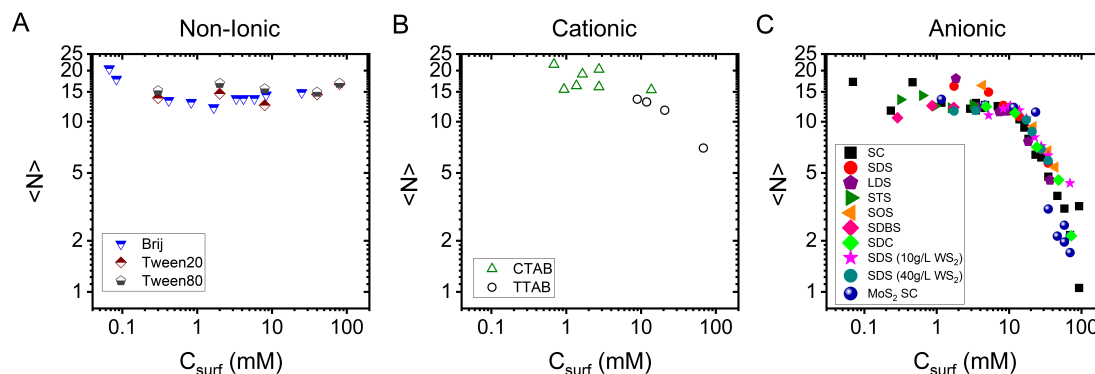 A
Non-Ionic
25
20
15
10
5
2
1
<N>
Brij
Tween20
Tween80
0.1
1
10
100
C_surf (mM)
B
Cationic
25
20
15
10
5
2
1
<N>
CTAB
TTAB
0.1
1
10
100
C_surf (mM)
C
Anionic
25
20
15
10
5
2
1
<N>
SC
SDS
LDS
STS
SOS
SDBS
SDC
SDS (10g/L WS₂)
SDS (40g/L WS₂)
MoS₂ SC
0.1
1
10
100
C_surf (mM)